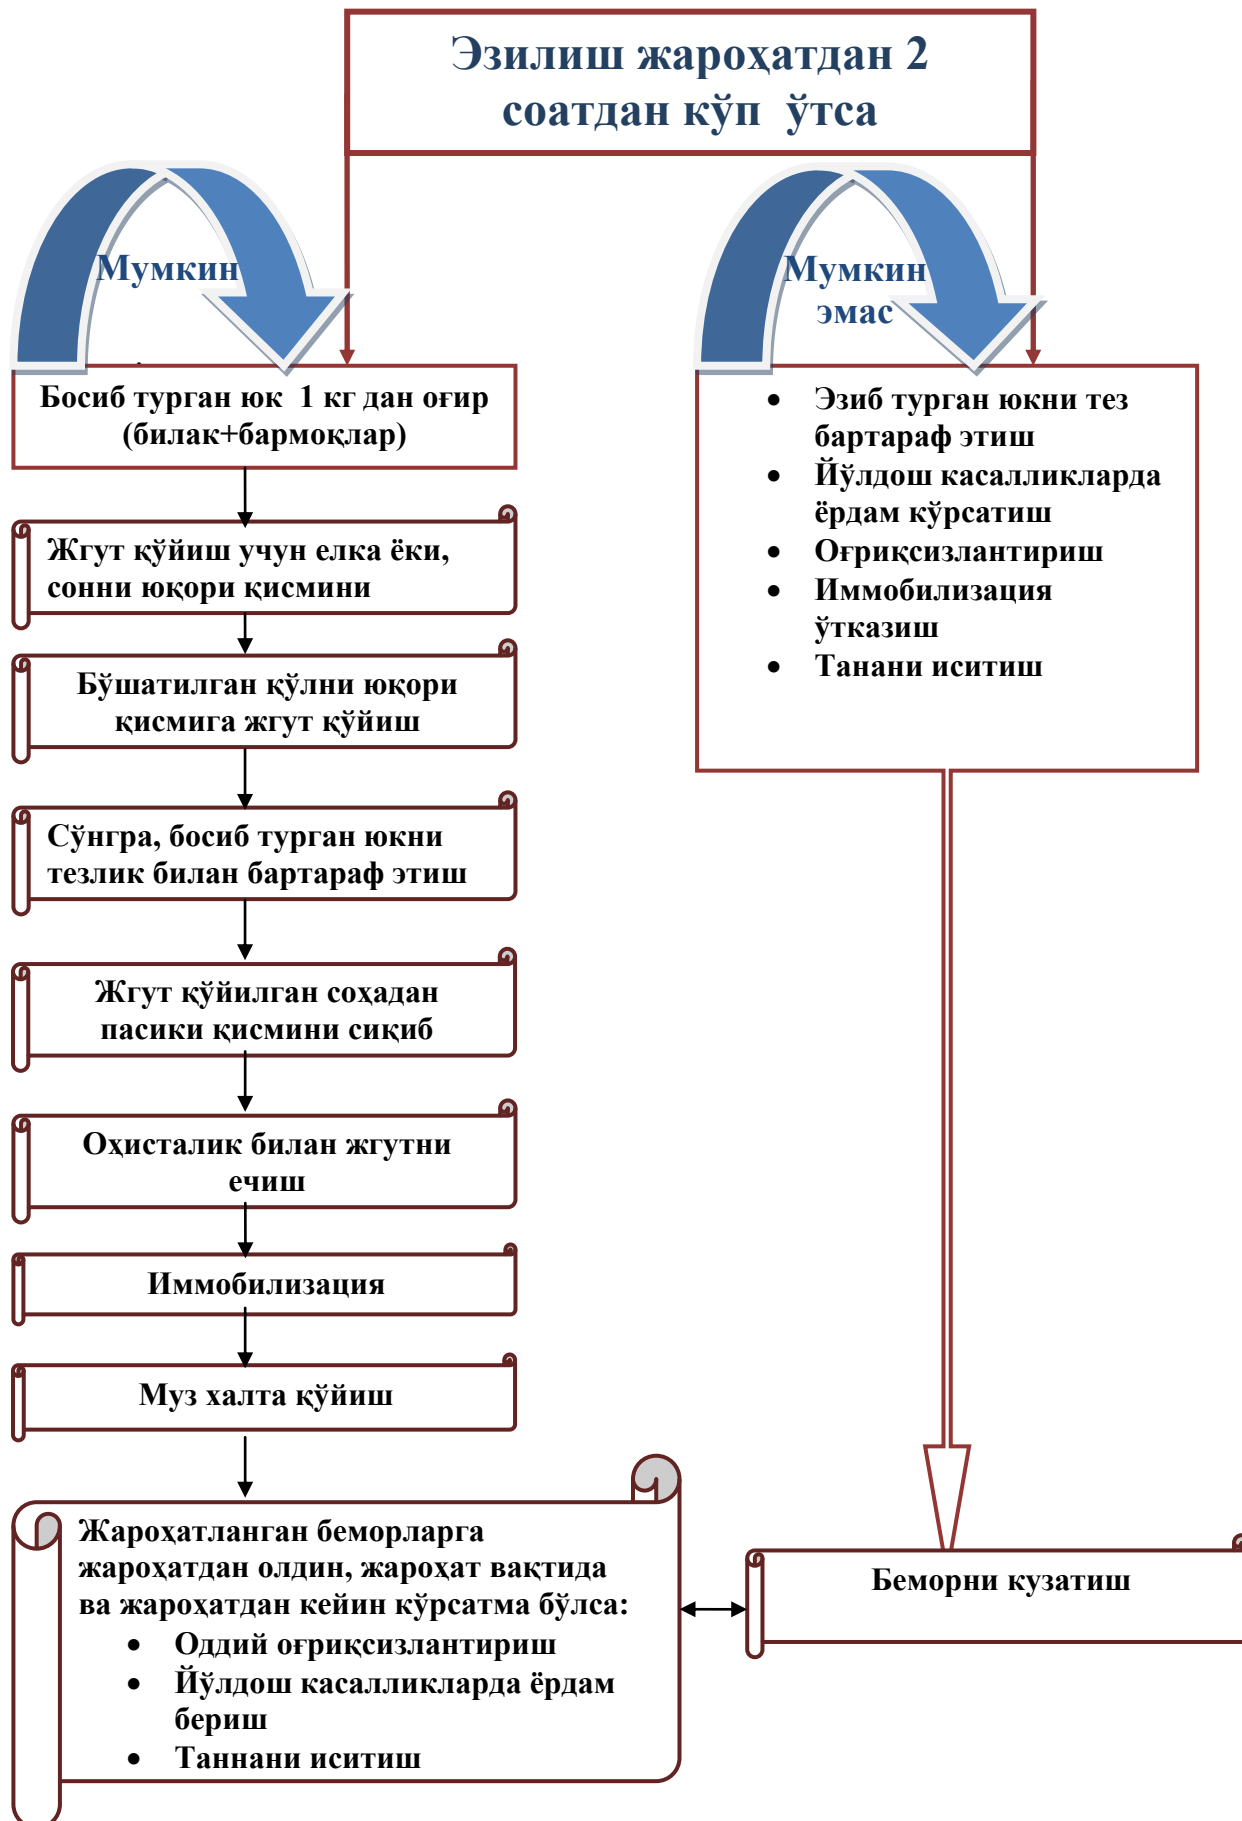 Эзилиш жароҳатдан 2
соатдан кўп ўтса
Мумкин
Босиб турган юк 1 кг дан оғир
(билак+бармоқлар)
Жгут қўйиш учун елка ёки,
сонни юқори қисмини
Бўшатилган қўлни юқори
қисмига жгут қўйиш
Сўнгра, босиб турган юкни
тезлик билан бартараф этиш
Жгут қўйилган соҳадан
пасики қисмини сиқиб
Оҳисталик билан жгутни
ечиш
Иммобилизация
Муз халта қўйиш
Жароҳатланган беморларга
жароҳатдан олдин, жароҳат вақтида
ва жароҳатдан кейин кўрсатма бўлса:
• Оддий оғриқсизлантириш
• Йўлдош касалликларда ёрдам
бериш
• Таннани иситиш
Мумкин
эмас
• Эзиб турган юкни тез
бартараф этиш
• Йўлдош касалликларда
ёрдам кўрсатиш
• Оғриқсизлантириш
• Иммобилизация
ўтказиш
• Танани иситиш
Беморни кузатиш